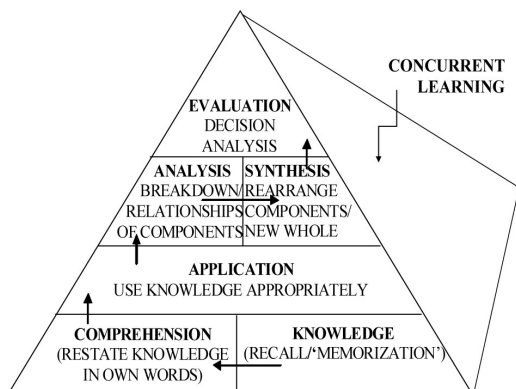 CONCURRENT
LEARNING
EVALUATION
DECISION
ANALYSIS
ANALYSIS
BREAKDOWN/
RELATIONSHIPS
OF COMPONENTS
SYNTHESIS
REARRANGE
COMPONENTS/
NEW WHOLE
APPLICATION
USE KNOWLEDGE APPROPRIATELY
COMPREHENSION
(RESTATE KNOWLEDGE
IN OWN WORDS)
KNOWLEDGE
(RECALL/‘MEMORIZATION’)